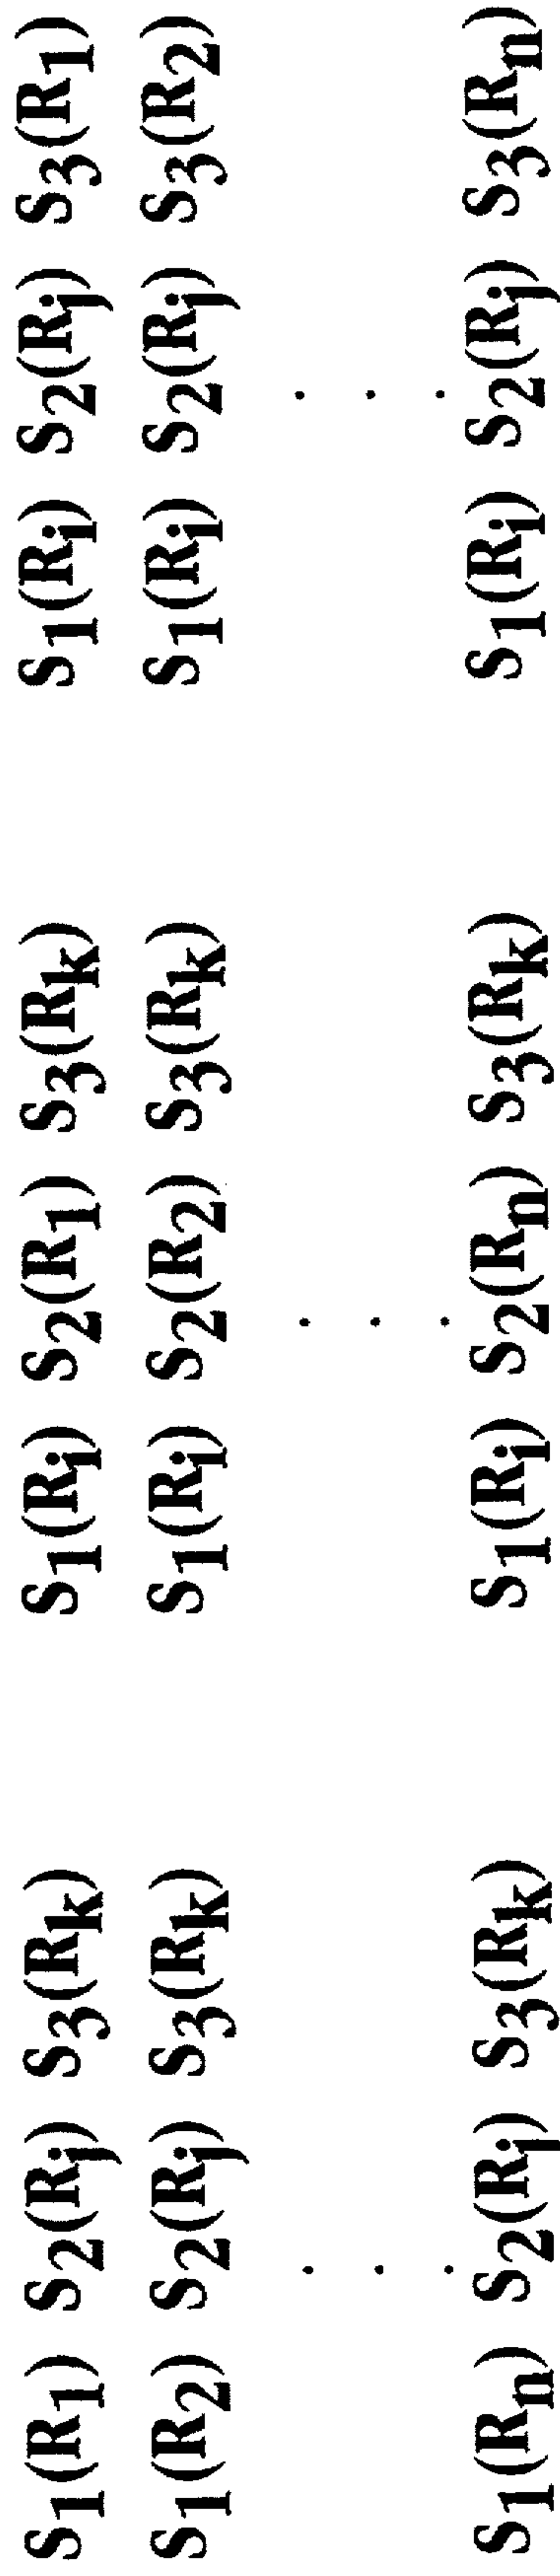 S1(R1) S2(Rj) S3(Rk) S1(Ri) S2(R1) S3(Rk) S1(Ri) S2(Rj) S3(R1)
S1(R2) S2(Rj) S3(Rk) S1(Ri) S2(R2) S3(Rk) S1(Ri) S2(Rj) S3(R2)
. . .
. . .
. . .
S1(Rn) S2(Rj) S3(Rk) S1(Ri) S2(Rn) S3(Rk) S1(Ri) S2(Rj) S3(Rn)